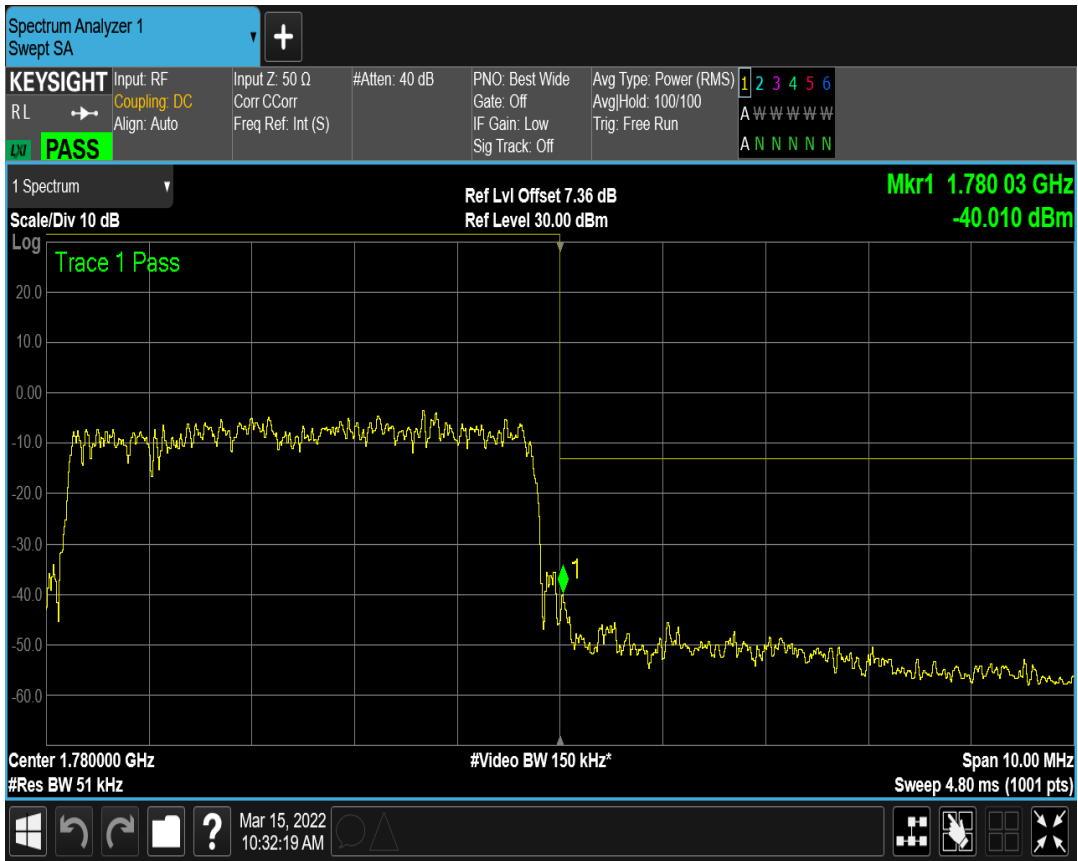 Spectrum Analyzer 1
Swept SA
+
KEYSIGHT
R L
LXI PASS
Input: RF
Coupling: DC
Align: Auto
Input Z: 50 Ω
Corr CCorr
Freq Ref: Int (S)
#Atten: 40 dB
PNO: Best Wide
Gate: Off
IF Gain: Low
Sig Track: Off
Avg Type: Power (RMS)
Avg|Hold: 100/100
Trig: Free Run
1 2 3 4 5 6
A W W W W W
A N N N N N
1 Spectrum
Scale/Div 10 dB
Ref Lvl Offset 7.36 dB
Ref Level 30.00 dBm
Mkr1 1.780 03 GHz
-40.010 dBm
Log
Trace 1 Pass
20.0
10.0
0.00
-10.0
-20.0
-30.0
1
-40.0
-50.0
-60.0
Center 1.780000 GHz
#Video BW 150 kHz*
Span 10.00 MHz
#Res BW 51 kHz
Sweep 4.80 ms (1001 pts)
?
Mar 15, 2022
10:32:19 AM